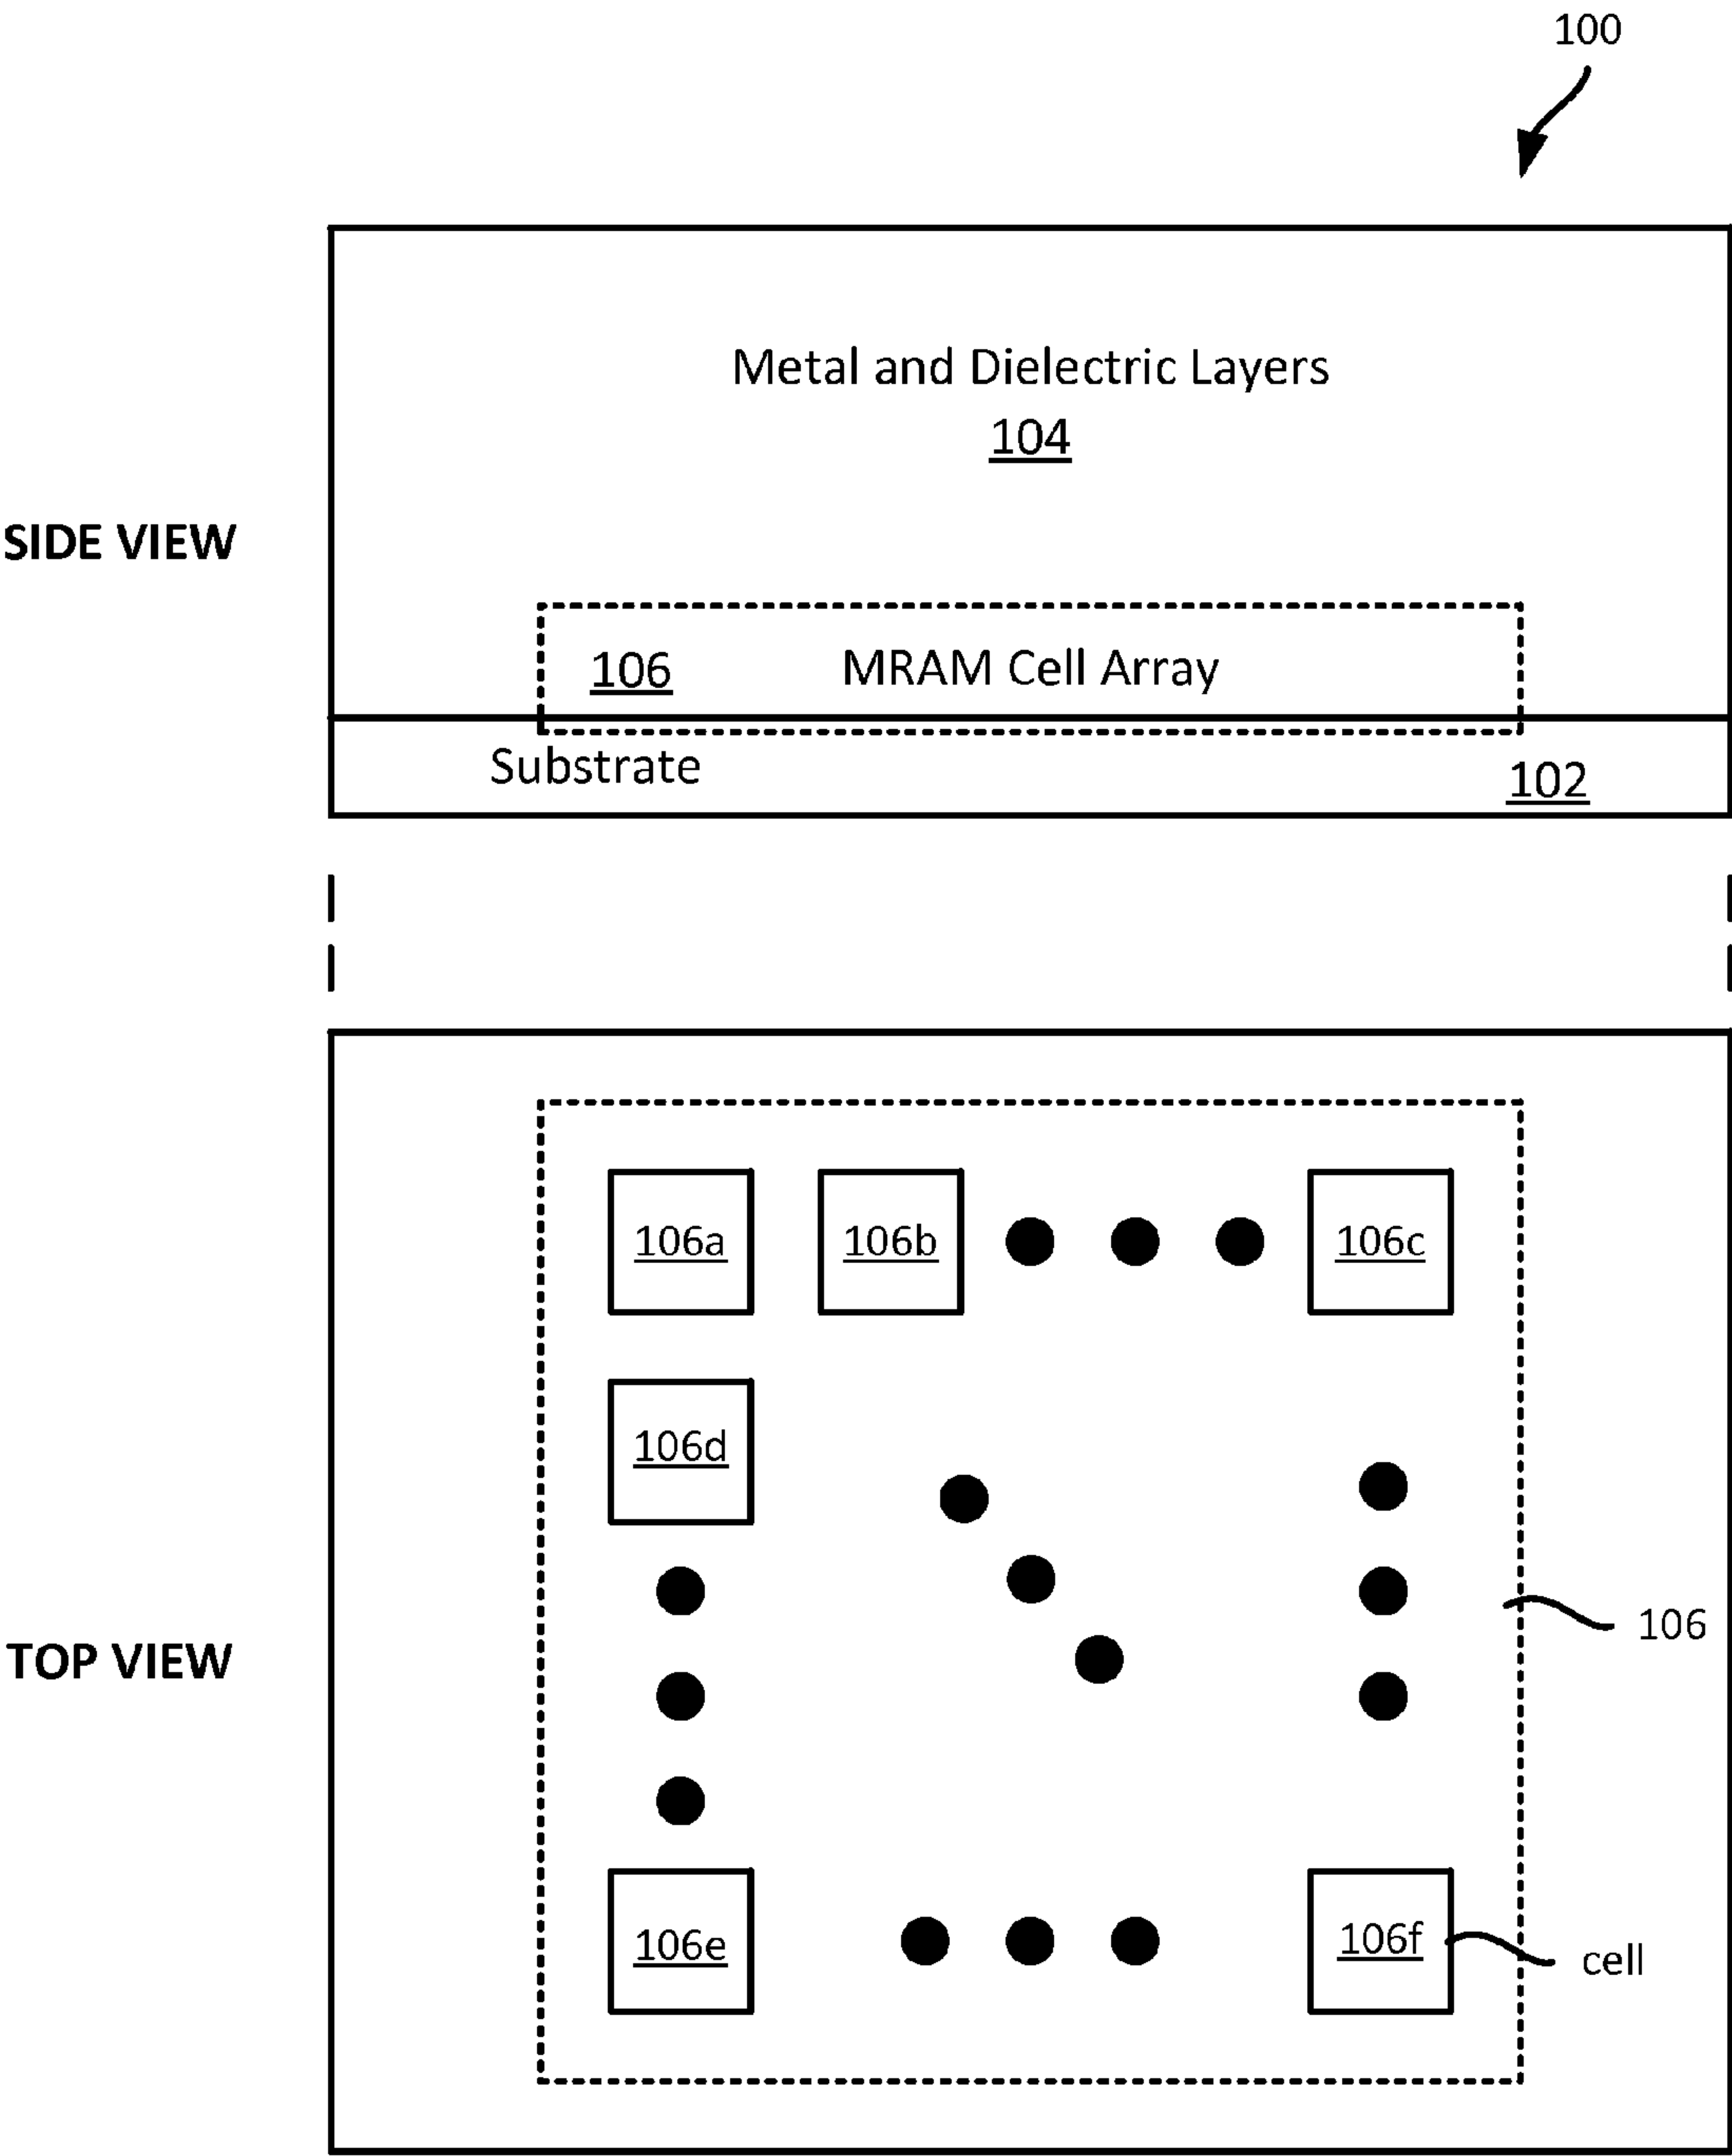 100
Metal and Dielectric Layers
104
SIDE VIEW
106 MRAM Cell Array
Substrate
102
106a 106b 106c
106d
106
TOP VIEW
106e 106f
cell